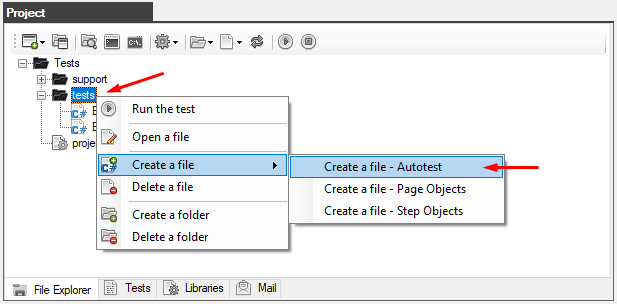 Project
Tests
support
tests
Run the test
Open a file
Create a file
Delete a file
Create a folder
Delete a folder
Create a file - Autotest
Create a file - Page Objects
Create a file - Step Objects
C#
C#
proje
File Explorer
Tests
Libraries
Mail